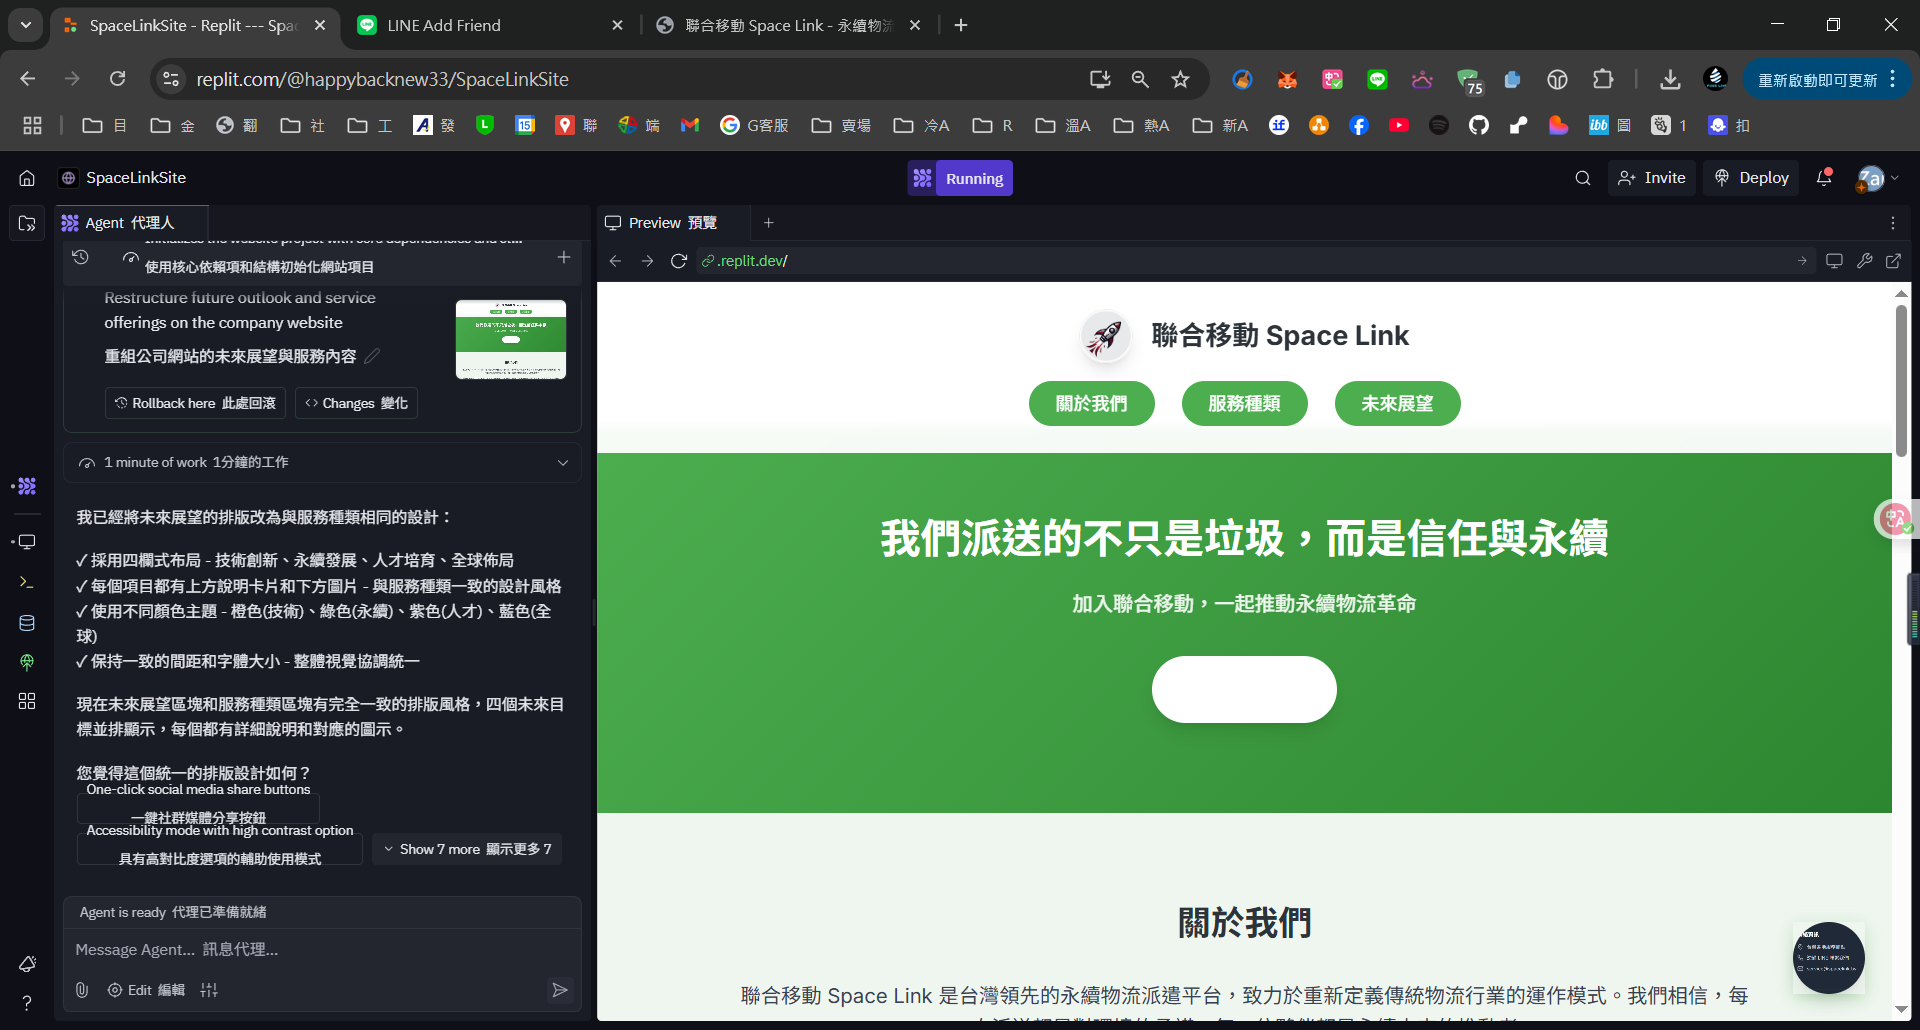 SpaceLinkSite - Replit --- Spac
LINE Add Friend
聯合移動 Space Link - 永續物流
replit.com/@happybacknew33/SpaceLinkSite
75
重新啟動即可更新
目
金
翻
社
工
發
15
聯
端
G客服
賣場
冷A
R
溫A
熱A
新A
if
ibb
圖
1
扣
SpaceLinkSite
Running
Invite
Deploy
Agent 代理人
使用核心依賴項和結構初始化網站項目
Restructure future outlook and service
offerings on the company website
重組公司網站的未來展望與服務內容
Rollback here 此處回滾
Changes 變化
1 minute of work 1分鐘的工作
我已經將未來展望的排版改為與服務種類相同的設計：
✓ 採用四欄式布局 - 技術創新、永續發展、人才培育、全球佈局
✓ 每個項目都有上方說明卡片和下方圖片 - 與服務種類一致的設計風格
✓ 使用不同顏色主題 - 橙色(技術)、綠色(永續)、紫色(人才)、藍色(全
球)
✓ 保持一致的間距和字體大小 - 整體視覺協調統一
現在未來展望區塊和服務種類區塊有完全一致的排版風格，四個未來目
標並排顯示，每個都有詳細說明和對應的圖示。
您覺得這個統一的排版設計如何？
One-click social media share buttons
一鍵社群媒體分享按鈕
Accessibility mode with high contrast option
具有高對比度選項的輔助使用模式
Show 7 more 顯示更多 7
Agent is ready 代理已準備就緒
Message Agent... 訊息代理...
Edit 編輯
Preview 預覽
.replit.dev/
聯合移動 Space Link
關於我們
服務種類
未來展望
我們派送的不只是垃圾，而是信任與永續
加入聯合移動，一起推動永續物流革命
關於我們
聯合移動 Space Link 是台灣領先的永續物流派遣平台，致力於重新定義傳統物流行業的運作模式。我們相信，每